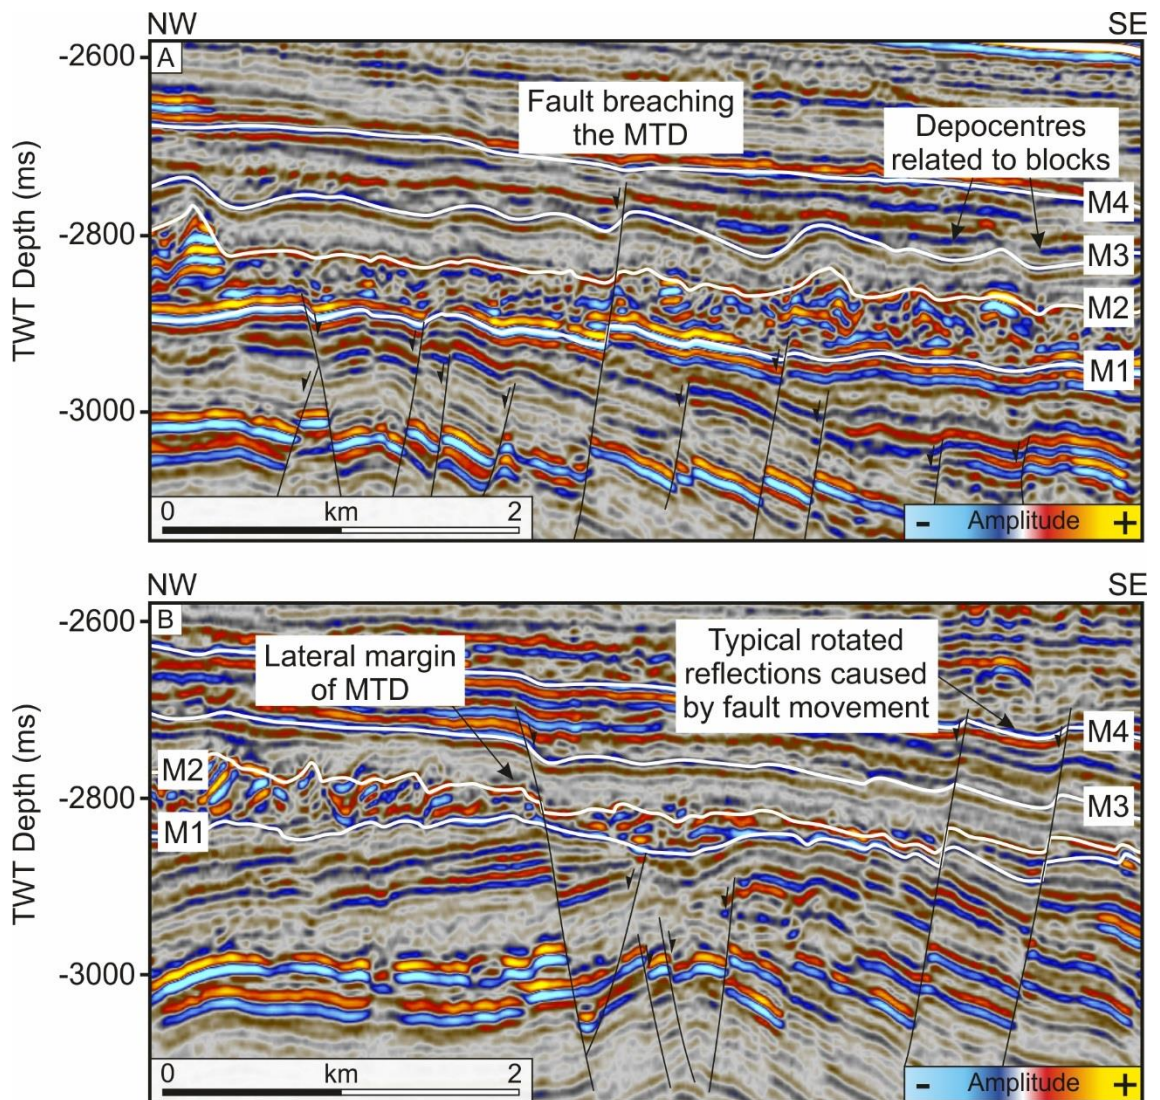 NW SE
A
-2600
-2800
-3000
TWT Depth (ms)
Fault breaching
the MTD
Depocentres
related to blocks
M4
M3
M2
M1
0 km 2
- Amplitude +
NW SE
B
-2600
-2800
-3000
TWT Depth (ms)
Lateral margin
of MTD
Typical rotated
reflections caused
by fault movement
M2
M1
M4
M3
0 km 2
- Amplitude +